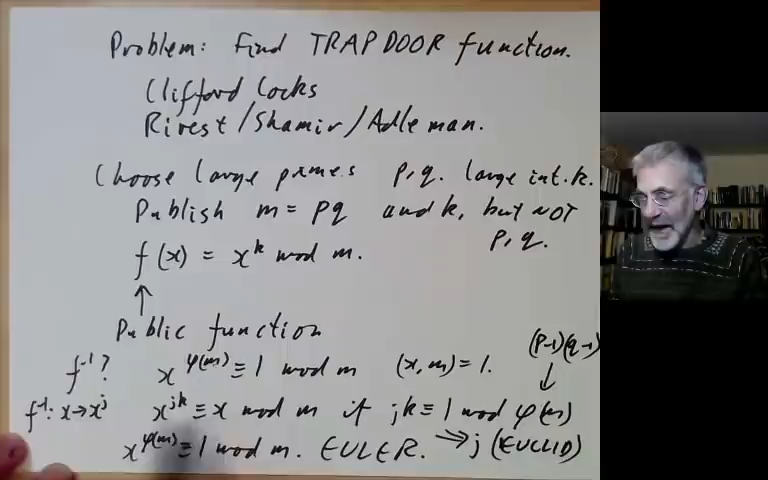 Problem: Find TRAPDOOR function.
Clifford Cocks
Rivest/Shamir/Adleman.
Choose large primes p,q. large int. k.
Publish m = pq and k, but NOT
p,q.
f(x) = x^k mod m.
↑
Public function
(p-1)(q-1)
↓
f^-1? x^φ(m) ≡ 1 mod m (x,m)=1.
f^-1: x→x^j x^jk ≡ x mod m if jk ≡ 1 mod φ(m)
x^φ(m) ≡ 1 mod m. EULER. ⇒ j (EUCLID)